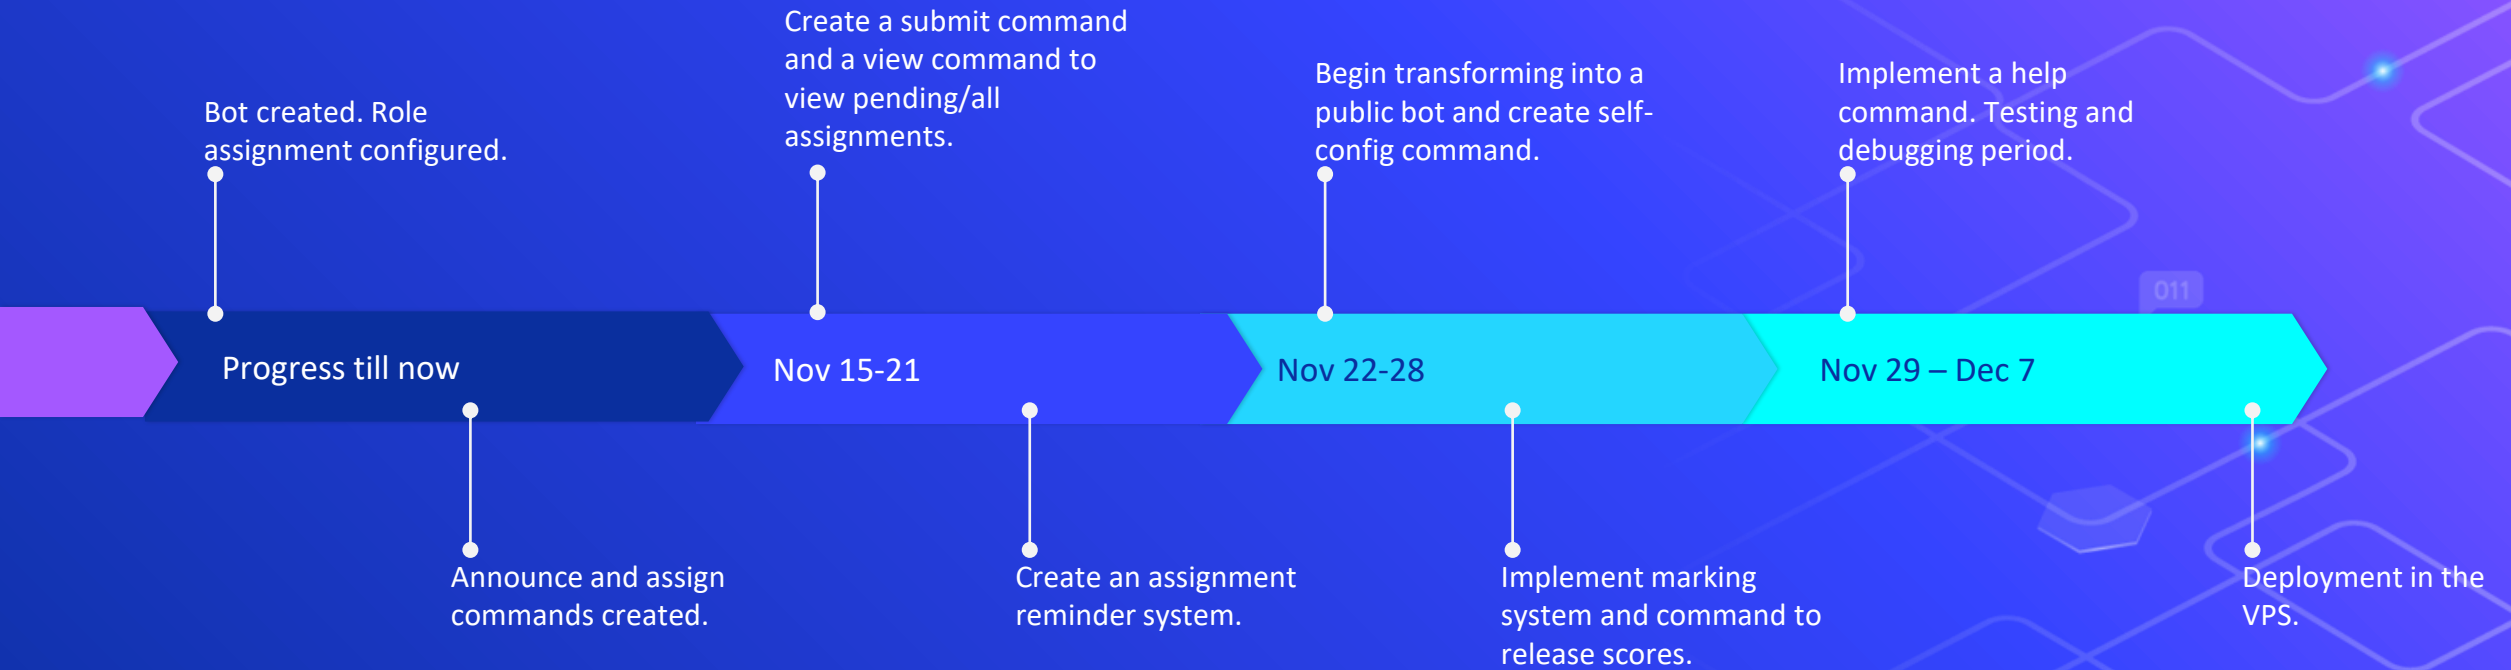 Create a submit command
and a view command to
view pending/all
assignments.
Bot created. Role
assignment configured.
Begin transforming into a
public bot and create self-
config command.
Implement a help
command. Testing and
debugging period.
011
Progress till now
Nov 15-21
Nov 22-28
Nov 29 – Dec 7
Announce and assign
commands created.
Create an assignment
reminder system.
Implement marking
system and command to
release scores.
Deployment in the
VPS.